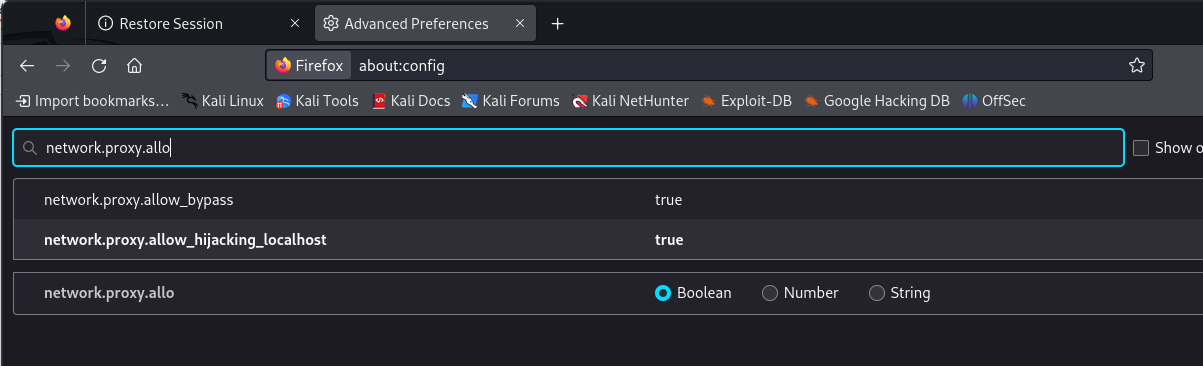 Restore Session
Advanced Preferences
Firefox about:config
Import bookmarks… Kali Linux Kali Tools Kali Docs Kali Forums Kali NetHunter Exploit-DB Google Hacking DB OffSec
network.proxy.allo Show o
network.proxy.allow_bypass true
network.proxy.allow_hijacking_localhost true
network.proxy.allo Boolean Number String